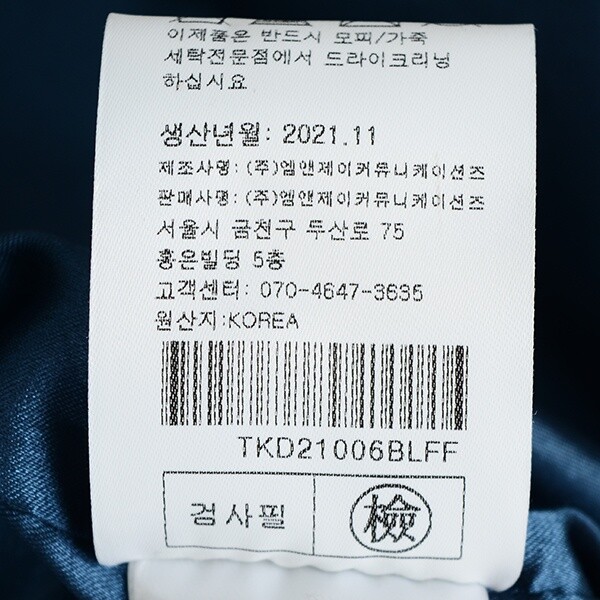 이제품은 반드시 모피/가죽
세탁전문점에서 드라이크리닝
하십시요
생산년월: 2021.11
제조사명: (주)엠앤제이커뮤니케이션즈
판매사명: (주)엠앤제이커뮤니케이션즈
서울시 금천구 두산로 75
홍은빌딩 5층
고객센터: 070-4647-3635
원산지:KOREA
TKD21006BLFF
검사필 檢